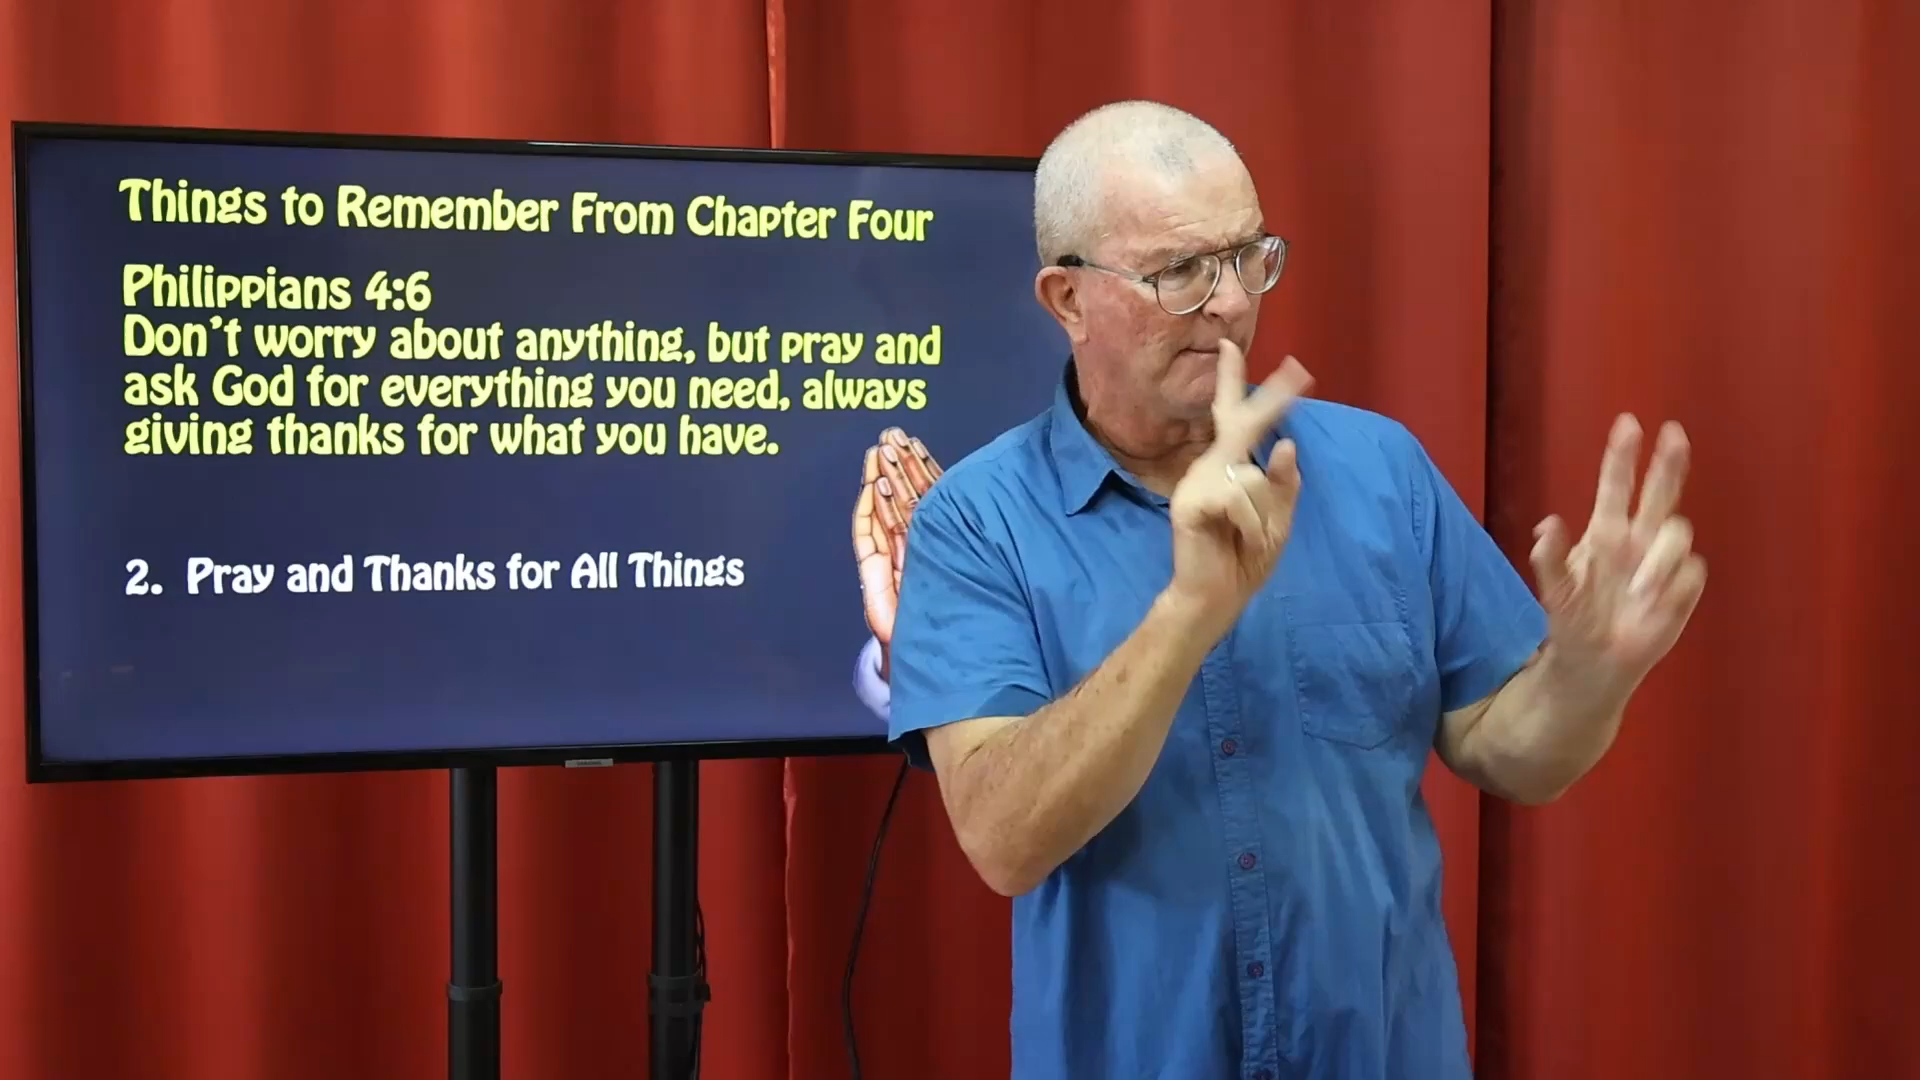 Things to Remember From Chapter Four
Philippians 4:6
Don't worry about anything, but pray and
ask God for everything you need, always
giving thanks for what you have.
2. Pray and Thanks for All Things